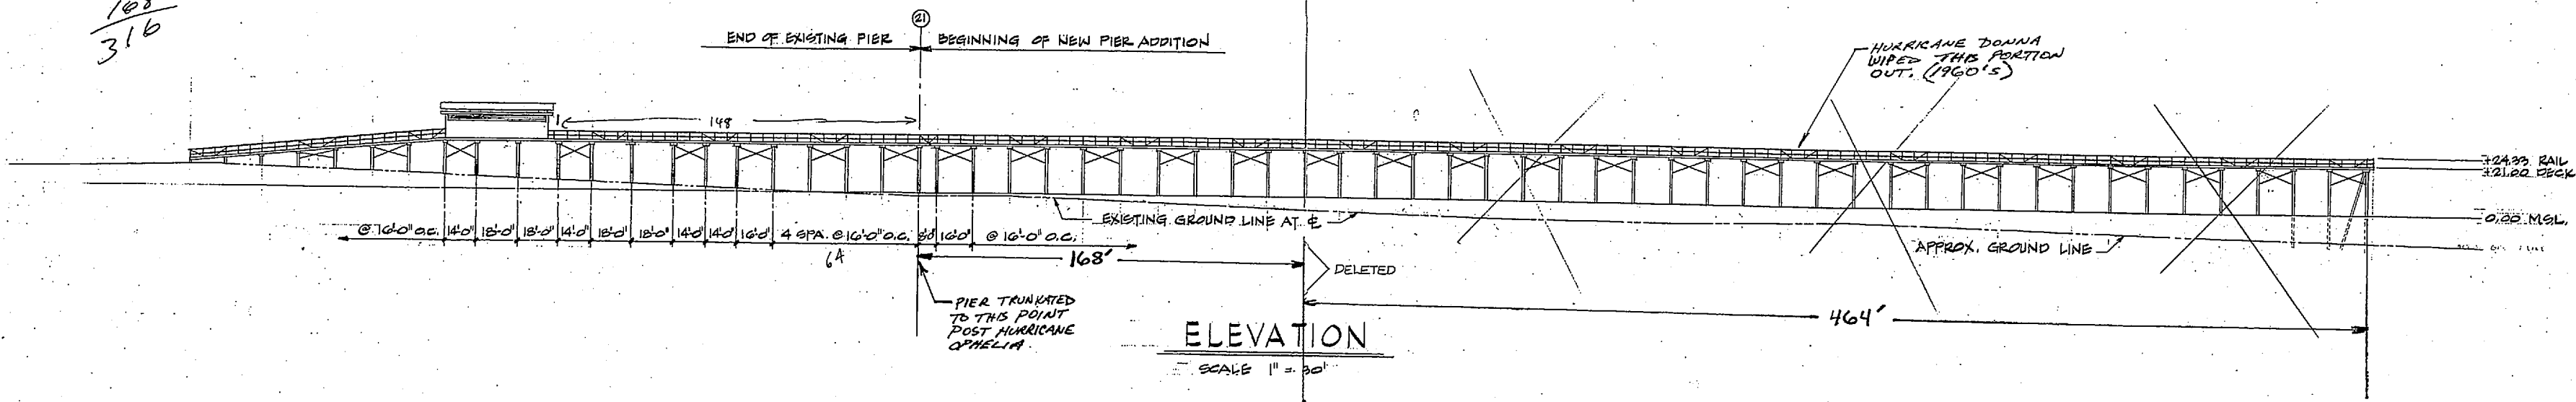 168
316
21
END OF EXISTING PIER
BEGINNING OF NEW PIER ADDITION
HURRICANE DONNA
WIPED THIS PORTION
OUT. (1960'S)
148
+24.33 RAIL
+21.00 DECK
EXISTING GROUND LINE AT ℄
0.00 MSL.
@ 16'-0" O.C. 14'-0" 18'-0" 18'-0" 14'-0" 18'-0" 18'-0" 14'-0" 14'-0" 16'-0" 4 SPA. @ 16'-0" O.C. 8'-0" 16'-0" @ 16'-0" O.C.
APPROX. GROUND LINE
64
168'
DELETED
PIER TRUNKATED
TO THIS POINT
POST HURRICANE
OPHELIA.
464'
ELEVATION
SCALE 1" = 30'